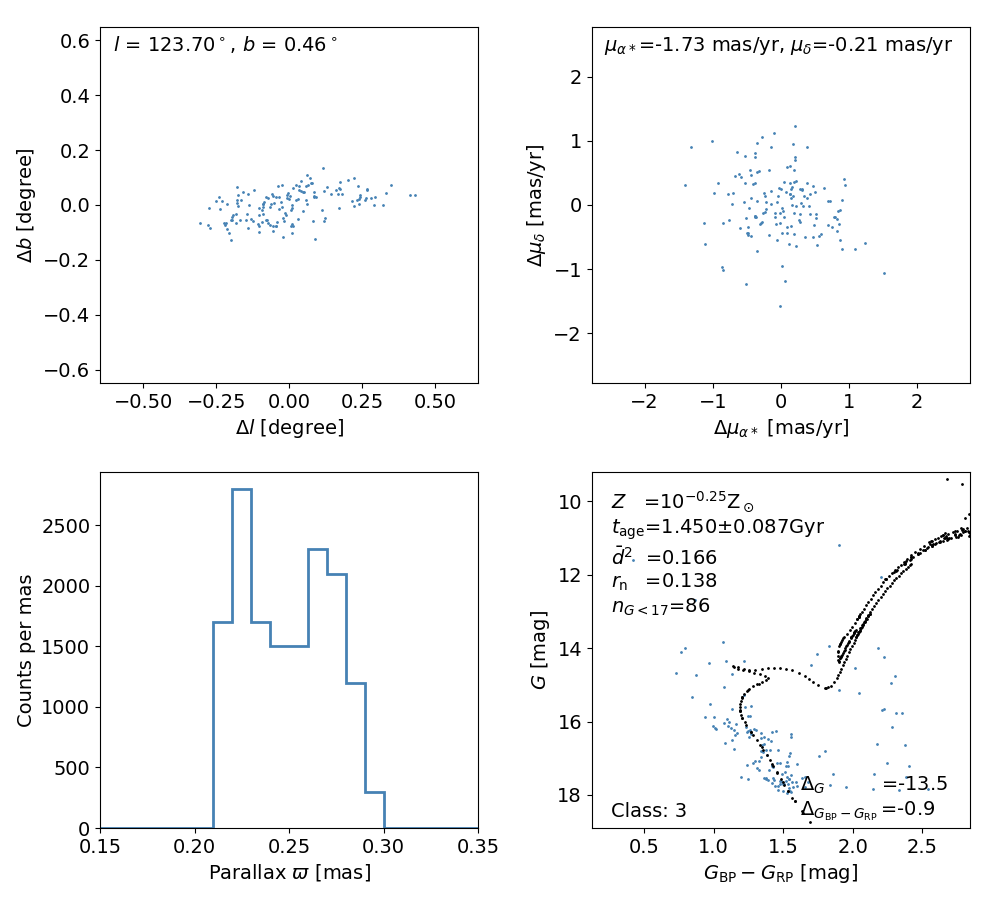 l = 123.70°, b = 0.46°
0.6
0.4
0.2
0.0
−0.2
−0.4
−0.6
Δb [degree]
−0.50 −0.25 0.00 0.25 0.50
Δl [degree]
μα∗=-1.73 mas/yr, μδ=-0.21 mas/yr
2
1
0
−1
−2
Δμδ [mas/yr]
−2 −1 0 1 2
Δμα∗ [mas/yr]
2500
2000
1500
1000
500
0
Counts per mas
0.15 0.20 0.25 0.30 0.35
Parallax ϖ [mas]
Z =10^−0.25 Z⊙
t_age=1.450±0.087Gyr
d̄² =0.166
r_n =0.138
n_G<17=86
10
12
14
16
18
G [mag]
Δ_G =-13.5
Δ_GBP−GRP =-0.9
Class: 3
0.5 1.0 1.5 2.0 2.5
G_BP − G_RP [mag]